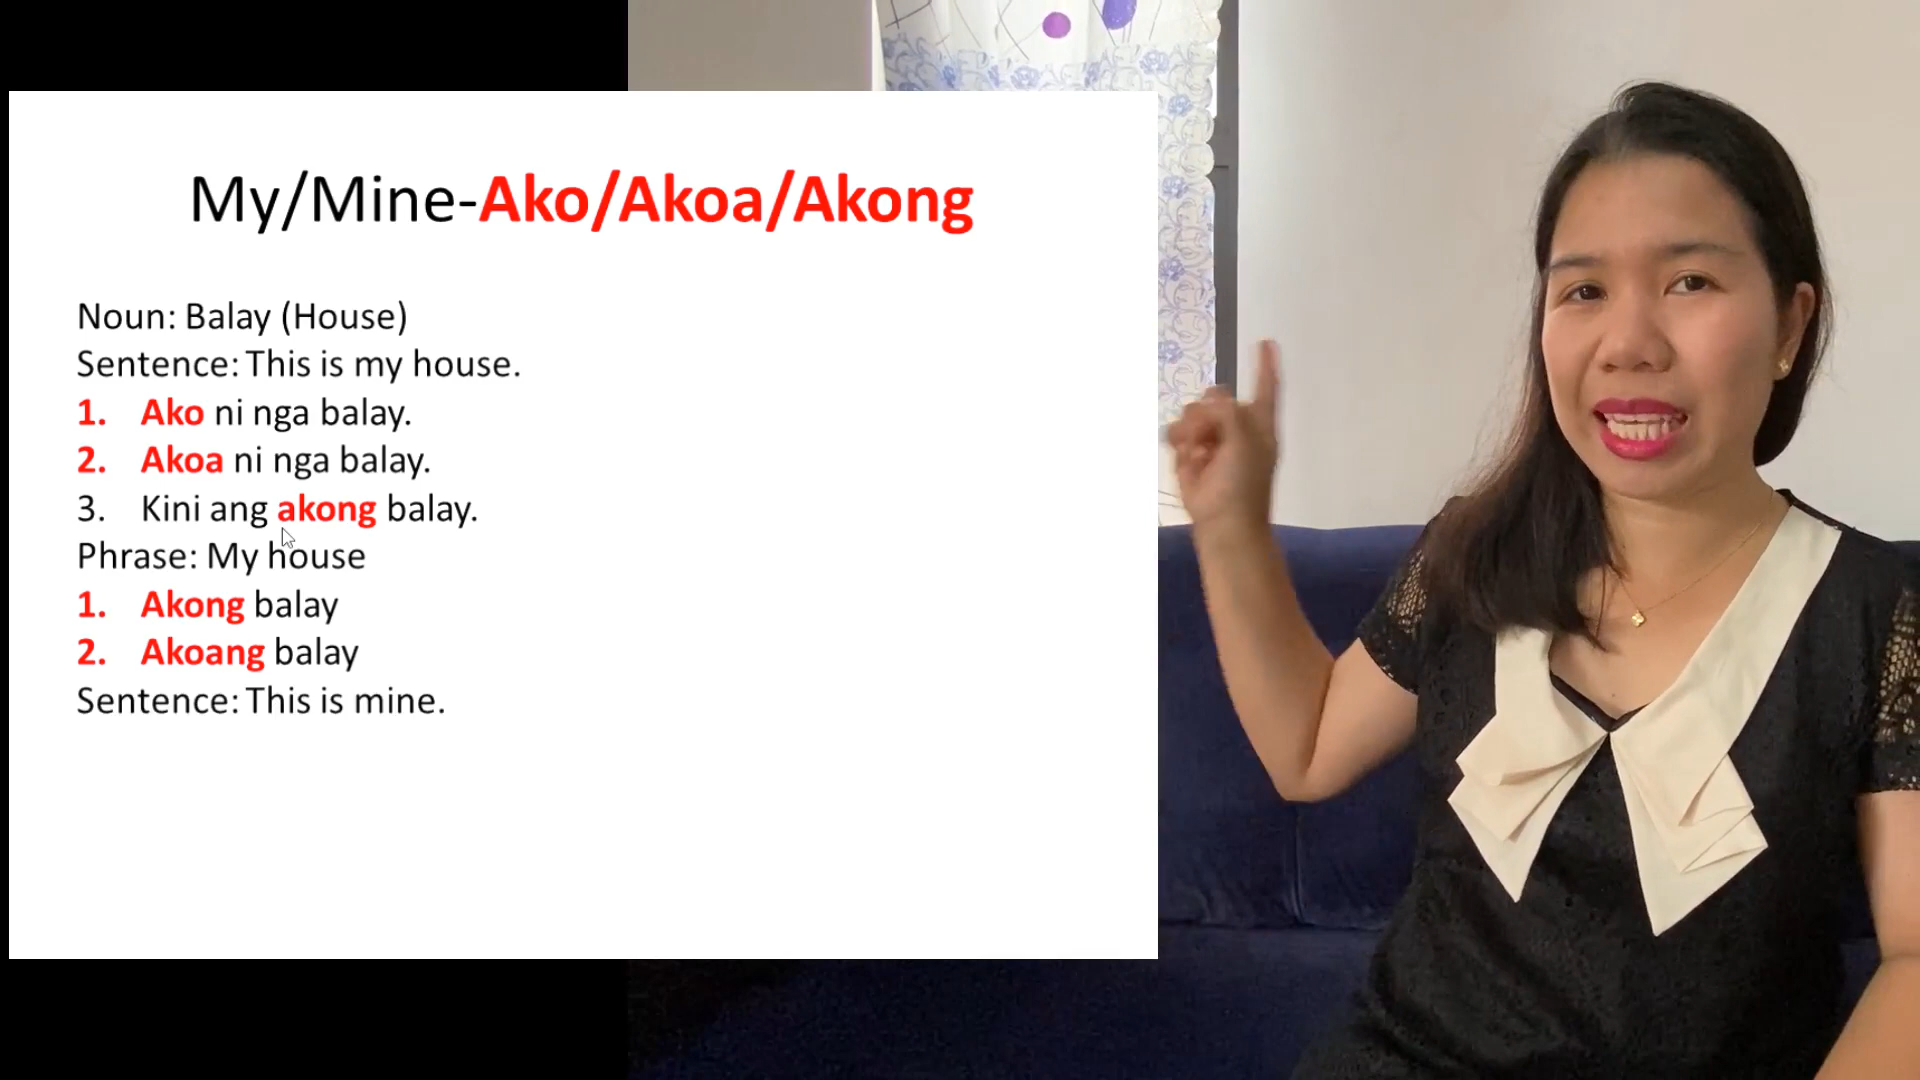 My/Mine-Ako/Akoa/Akong
Noun: Balay (House)
Sentence: This is my house.
1. Ako ni nga balay.
2. Akoa ni nga balay.
3. Kini ang akong balay.
Phrase: My house
1. Akong balay
2. Akoang balay
Sentence: This is mine.